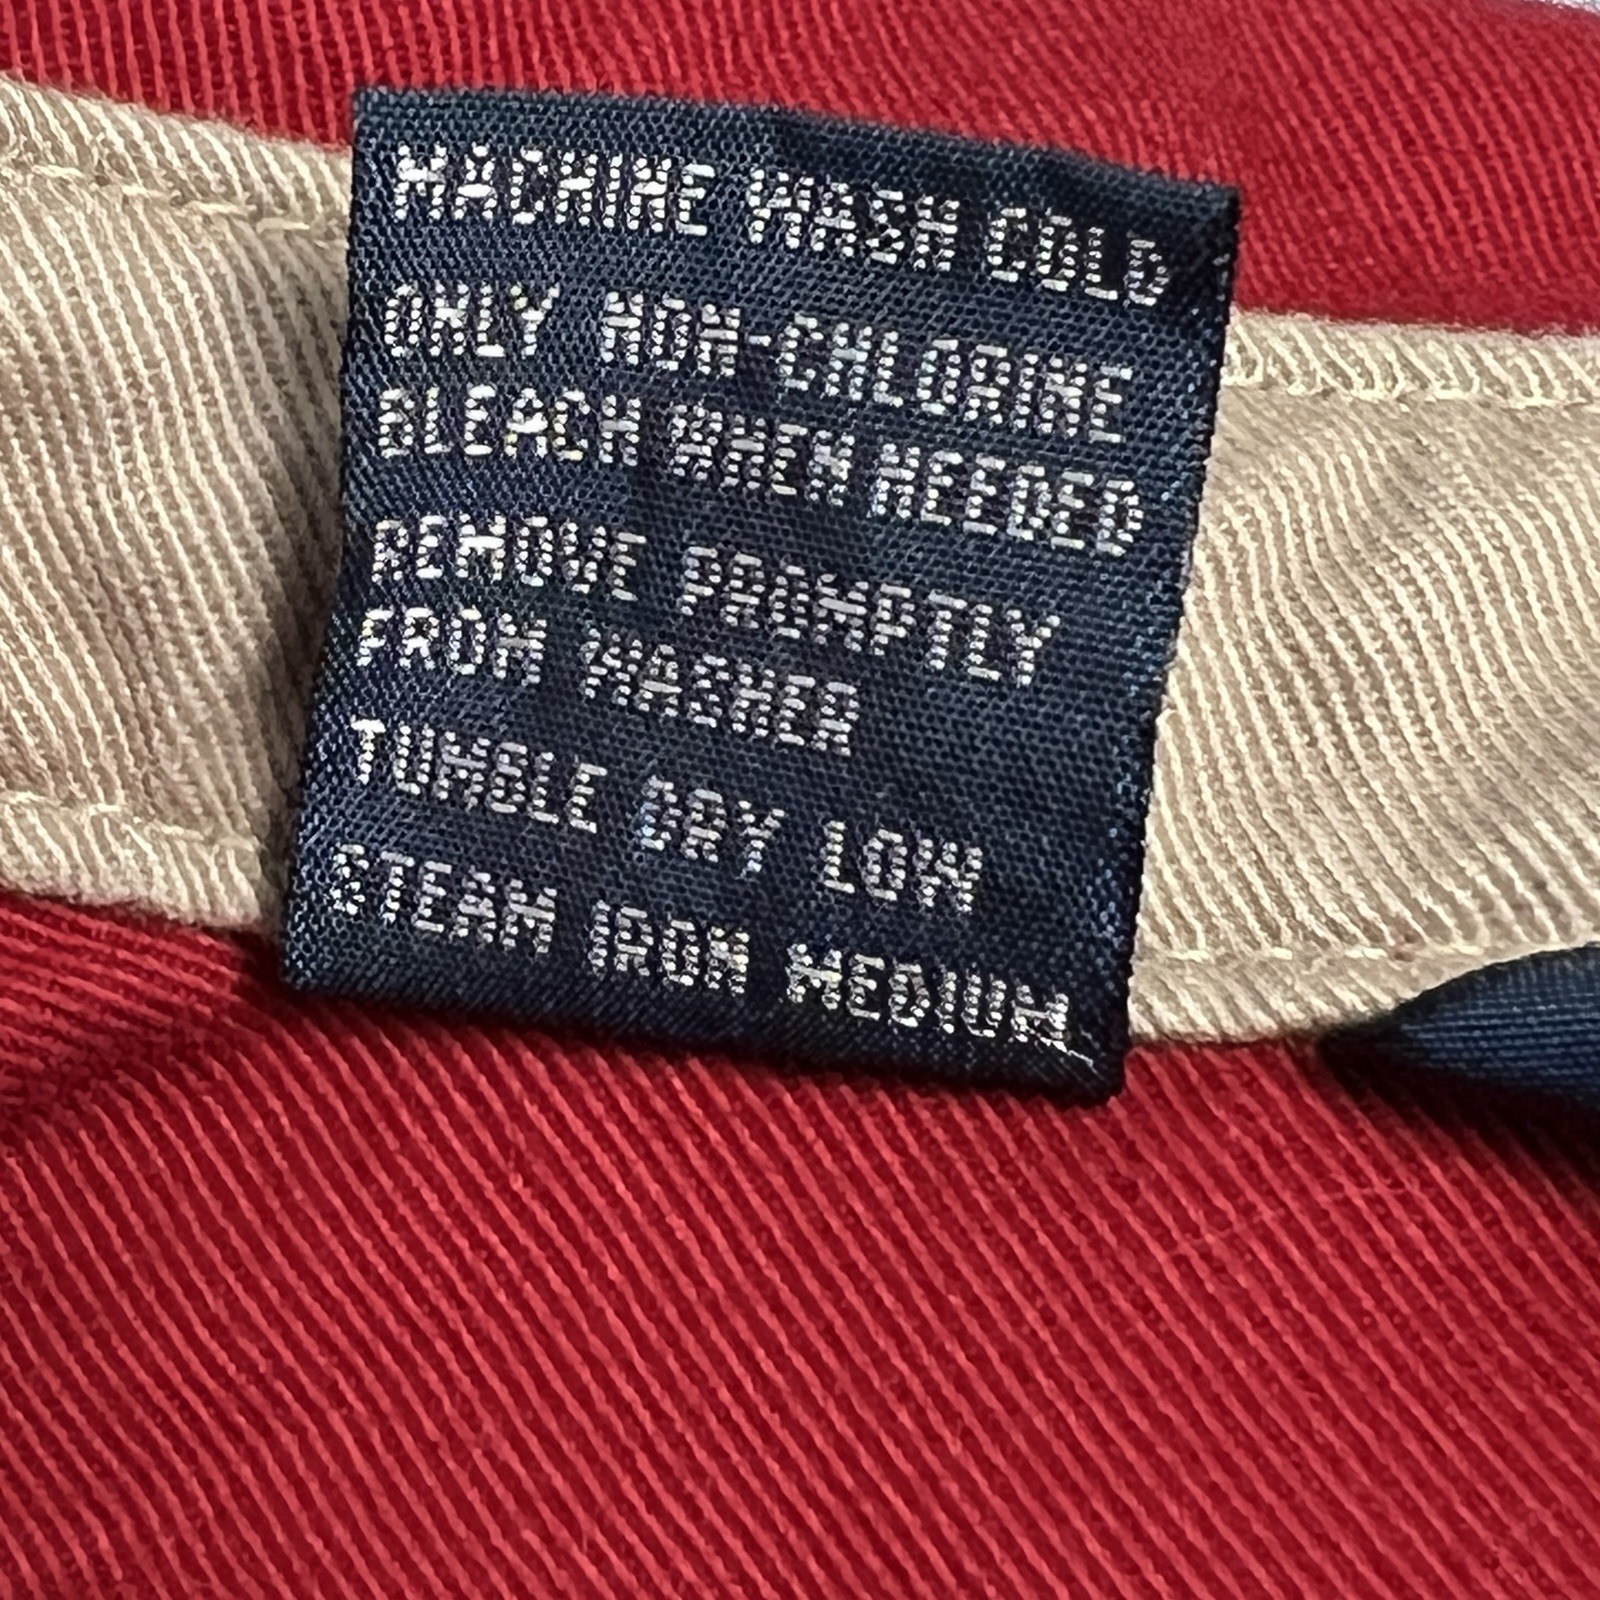 MACHINE WASH COLD
ONLY NON-CHLORINE
BLEACH WHEN NEEDED
REMOVE PROMPTLY
FROM WASHER
TUMBLE DRY LOW
STEAM IRON MEDIUM